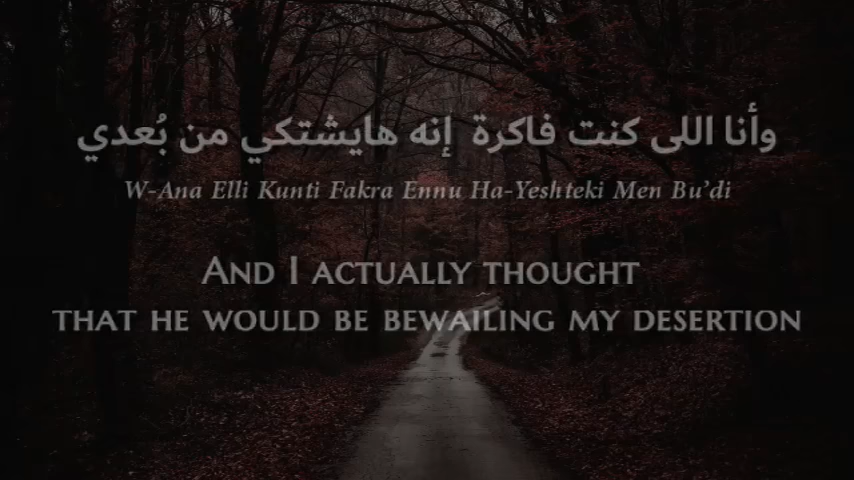 وأنا اللى كنت فاكرة إنه هايشتكي من بُعدي
W-Ana Elli Kunti Fakra Ennu Ha-Yeshteki Men Bu'di
And I actually thought
that he would be bewailing my desertion